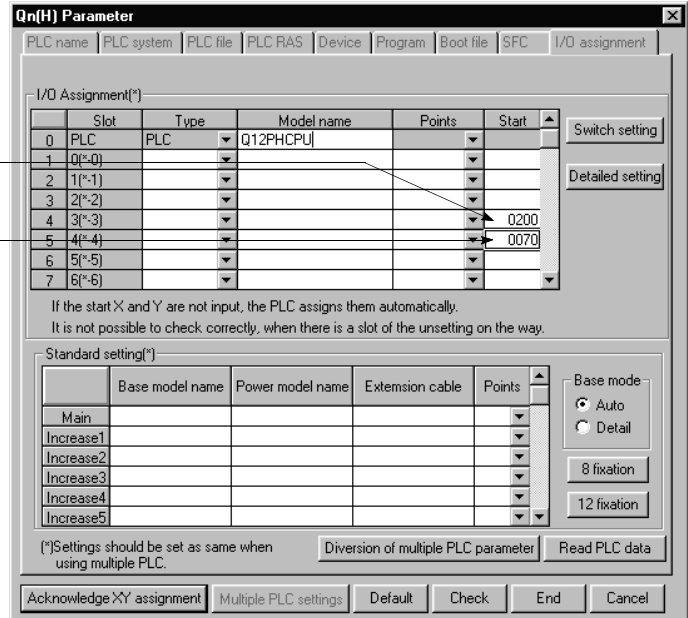 Qn(H) Parameter
PLC name PLC system PLC file PLC RAS Device Program Boot file SFC I/O assignment
I/O Assignment(*)
Slot Type Model name Points Start
0 PLC PLC Q12PHCPU
1 0(*-0)
2 1(*-1)
3 2(*-2)
4 3(*-3) 0200
5 4(*-4) 0070
6 5(*-5)
7 6(*-6)
Switch setting
Detailed setting
If the start X and Y are not input, the PLC assigns them automatically.
It is not possible to check correctly, when there is a slot of the unsetting on the way.
Standard setting(*)
Base model name Power model name Extension cable Points
Main
Increase1
Increase2
Increase3
Increase4
Increase5
Base mode
Auto
Detail
8 fixation
12 fixation
(*)Settings should be set as same when
using multiple PLC.
Diversion of multiple PLC parameter Read PLC data
Acknowledge XY assignment Multiple PLC settings Default Check End Cancel